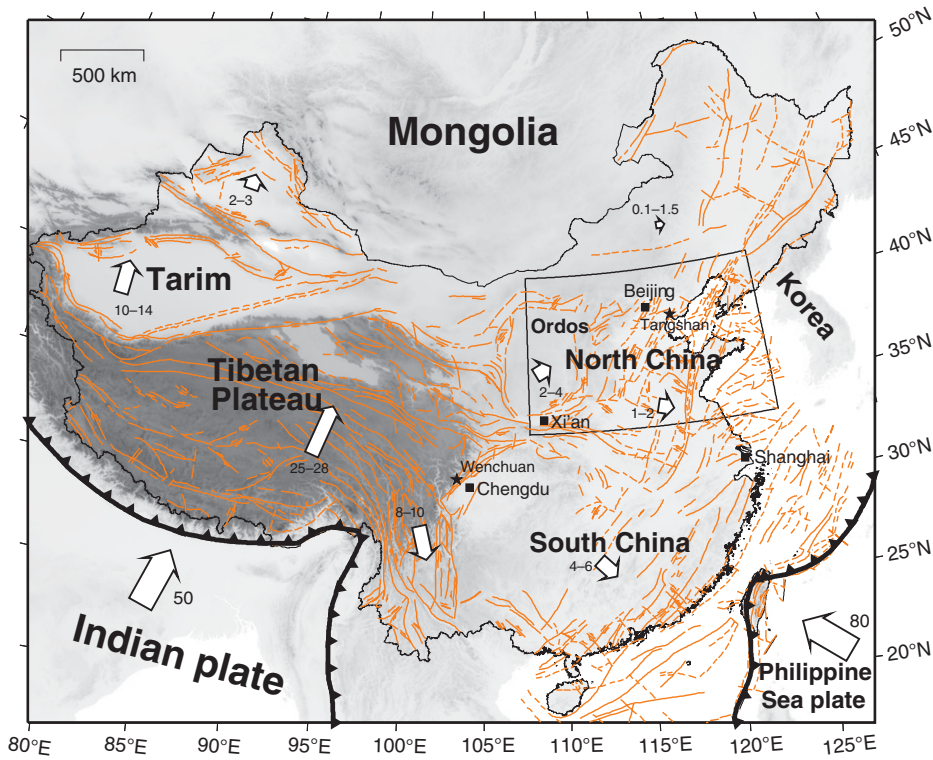 50°N
500 km
Mongolia
45°N
2–3
0.1–1.5
40°N
Tarim
10–14
Beijing
Tangshan
Korea
Ordos
North China
35°N
Tibetan
Plateau
2–4
1–2
Xi'an
25–28
Wenchuan
Chengdu
Shanghai
30°N
8–10
South China
4–6
25°N
50
Indian plate
80
20°N
Philippine
Sea plate
80°E 85°E 90°E 95°E 100°E 105°E 110°E 115°E 120°E 125°E